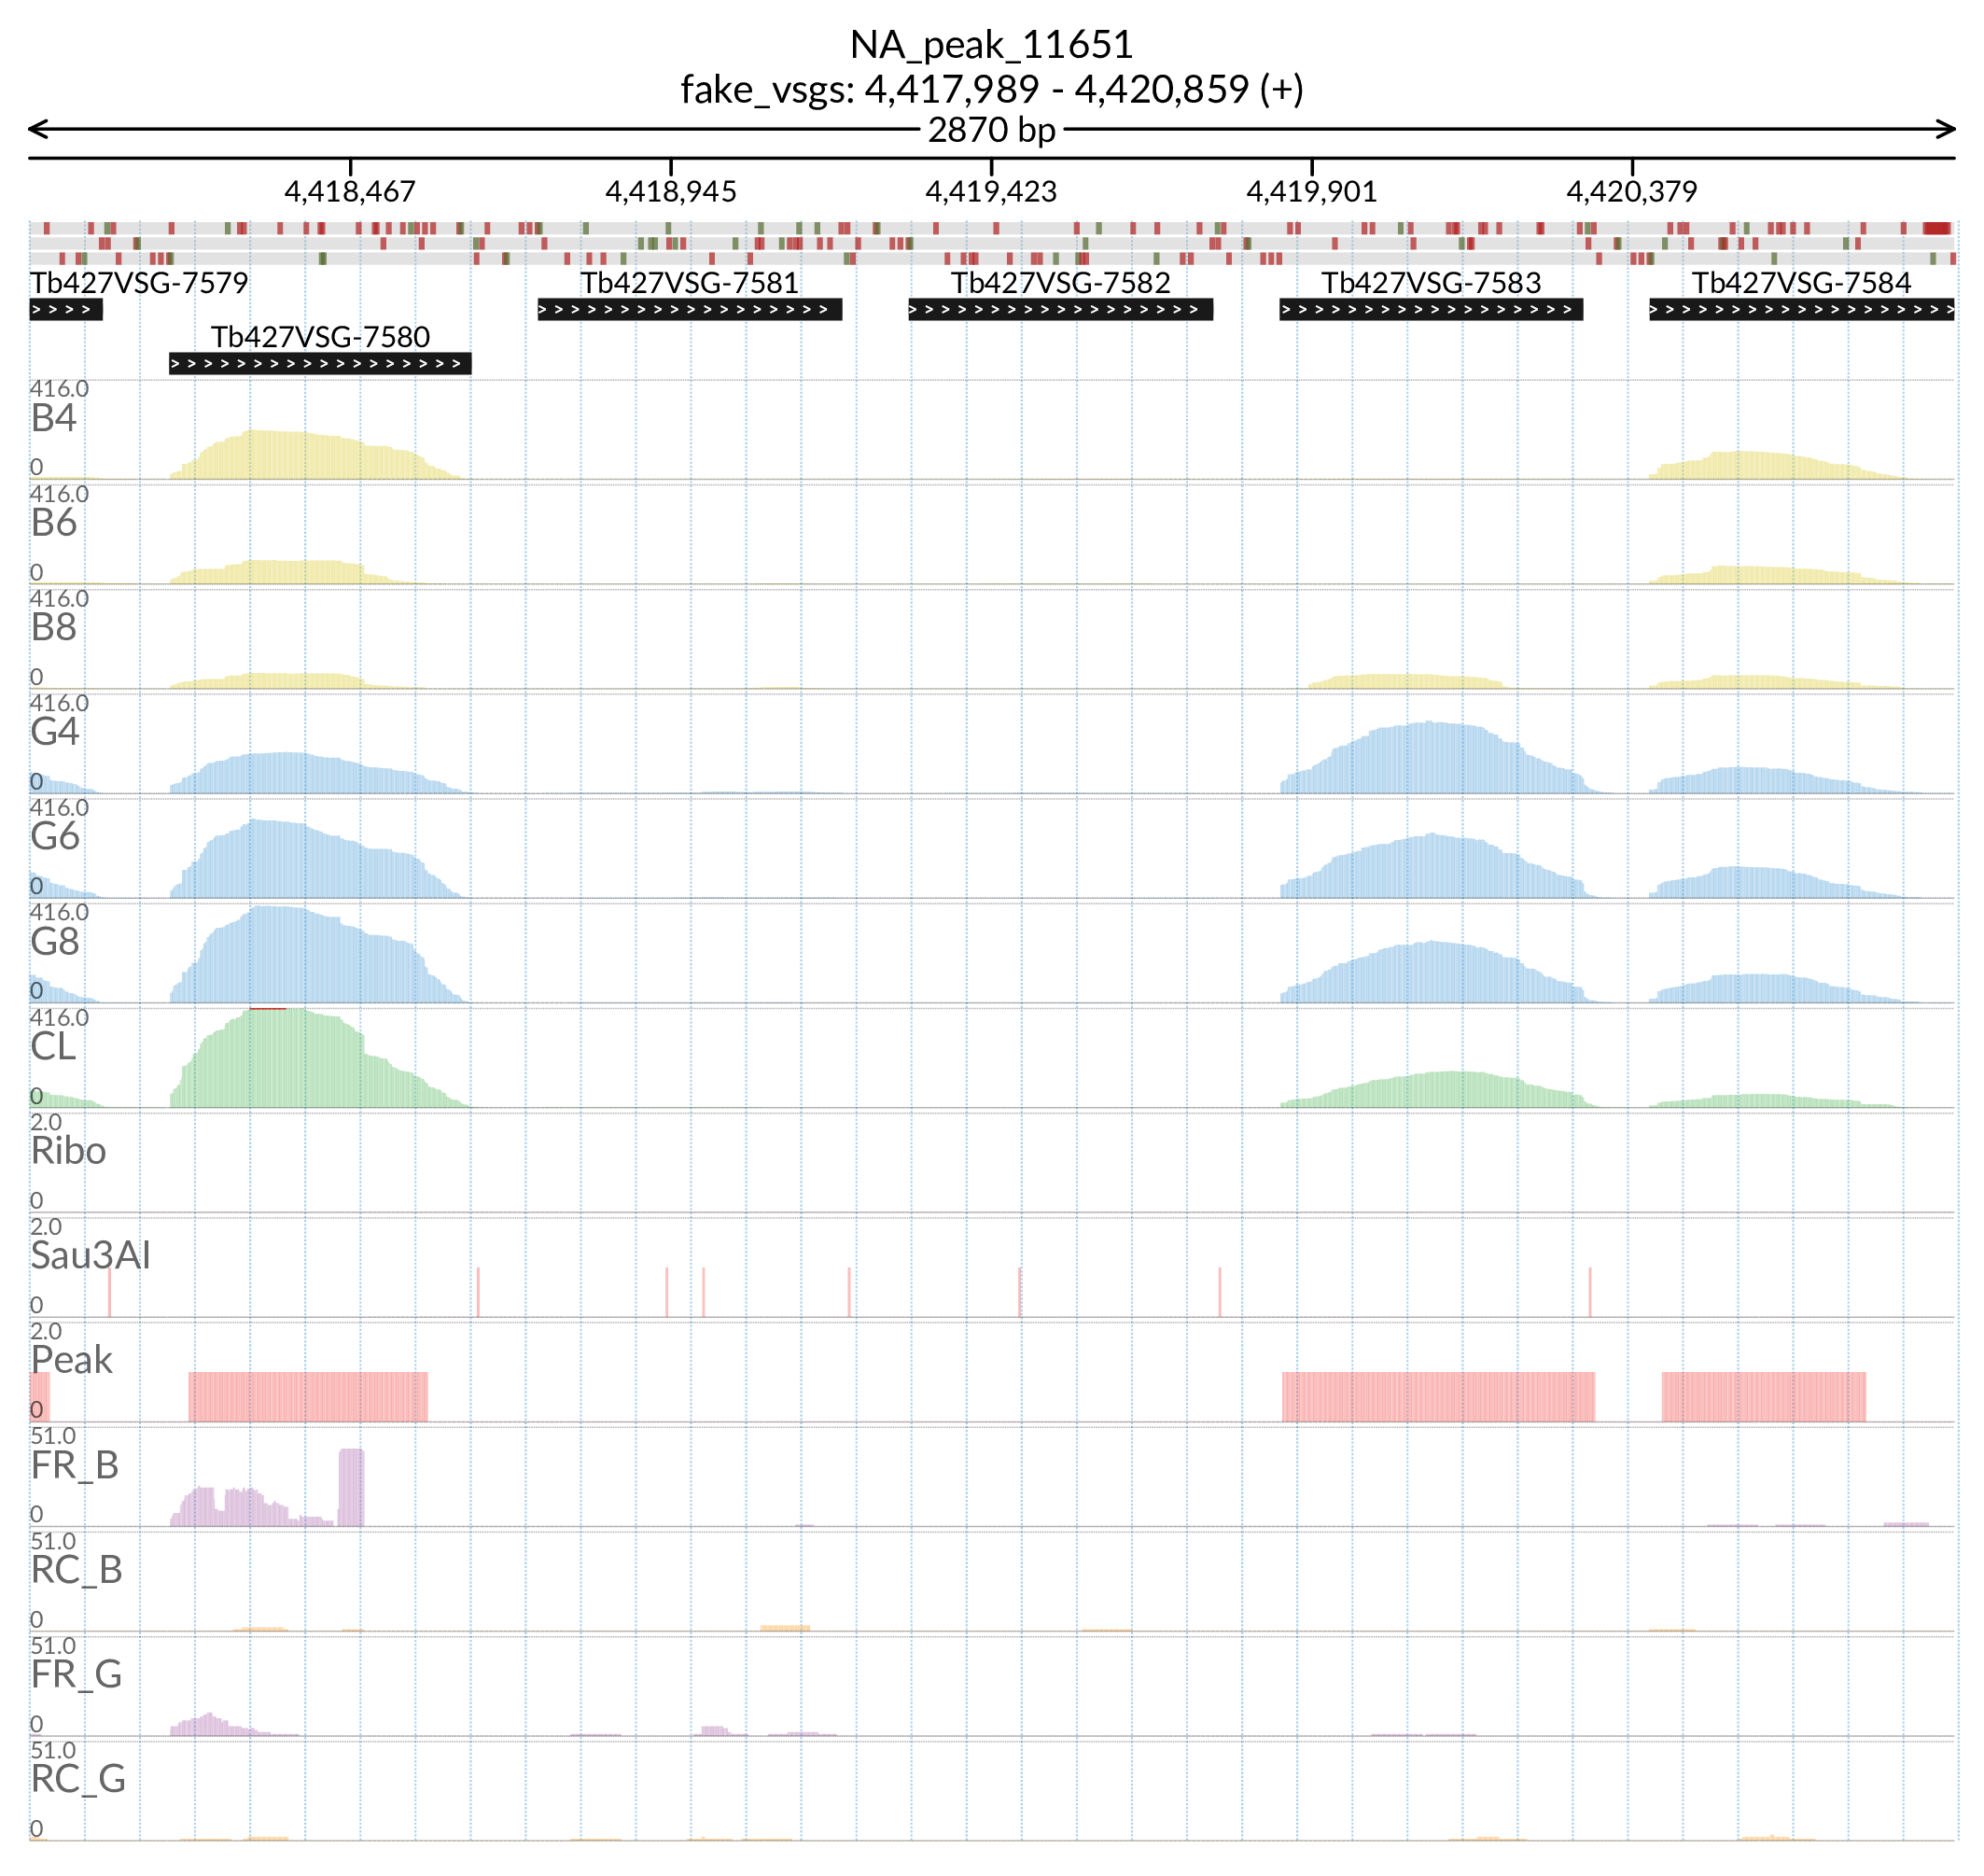 NA_peak_11651
fake_vsgs: 4,417,989 - 4,420,859 (+)
2870 bp
4,418,467 4,418,945 4,419,423 4,419,901 4,420,379
Tb427VSG-7579 Tb427VSG-7581 Tb427VSG-7582 Tb427VSG-7583 Tb427VSG-7584
Tb427VSG-7580
416.0
B4
0
416.0
B6
0
416.0
B8
0
416.0
G4
0
416.0
G6
0
416.0
G8
0
416.0
CL
0
2.0
Ribo
0
2.0
Sau3AI
0
2.0
Peak
0
51.0
FR_B
0
51.0
RC_B
0
51.0
FR_G
0
51.0
RC_G
0